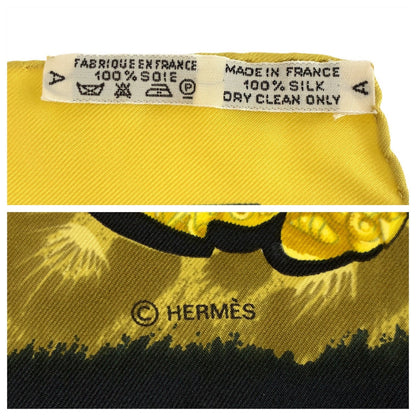 FABRIQUE EN FRANCE
100% SOIE
P
MADE IN FRANCE
100% SILK
DRY CLEAN ONLY
A
A
© HERMÈS